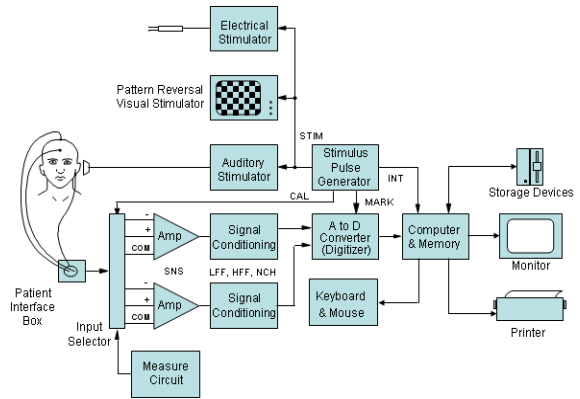 Electrical
Stimulator
Pattern Reversal
Visual Stimulator
STIM
Auditory
Stimulator
Stimulus
Pulse
Generator
INT
Storage Devices
CAL
MARK
-
+
COM
Amp
Signal
Conditioning
A to D
Converter
(Digitizer)
Computer
& Memory
Monitor
SNS
LFF, HFF, NCH
Patient
Interface
Box
-
+
COM
Amp
Signal
Conditioning
Keyboard
& Mouse
Printer
Input
Selector
Measure
Circuit